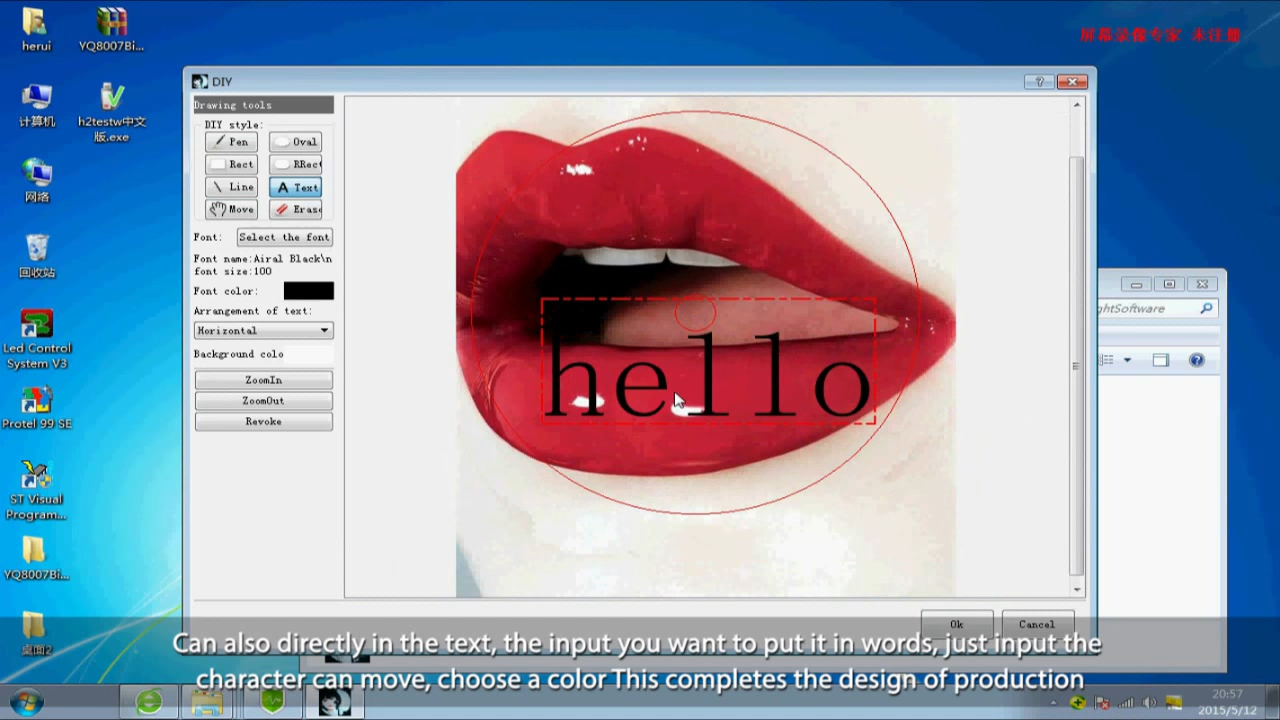 herui
YQ8007Bi...
屏幕录像专家 未注册
计算机
h2testw中文
版.exe
网络
回收站
Led Control
System V3
Protel 99 SE
ST Visual
Program...
YQ8007Bi...
桌面2
DIY
Drawing tools
DIY style:
Pen
Oval
Rect
RRect
Line
Text
Move
Eras
Font:
Select the font
Font name:Airal Black\n
font size:100
Font color:
Arrangement of text:
Horizontal
Background colo
ZoomIn
ZoomOut
Revoke
hello
ghtSoftware
Ok
Cancel
Can also directly in the text, the input you want to put it in words, just input the
character can move, choose a color This completes the design of production
20:57
2015/5/12